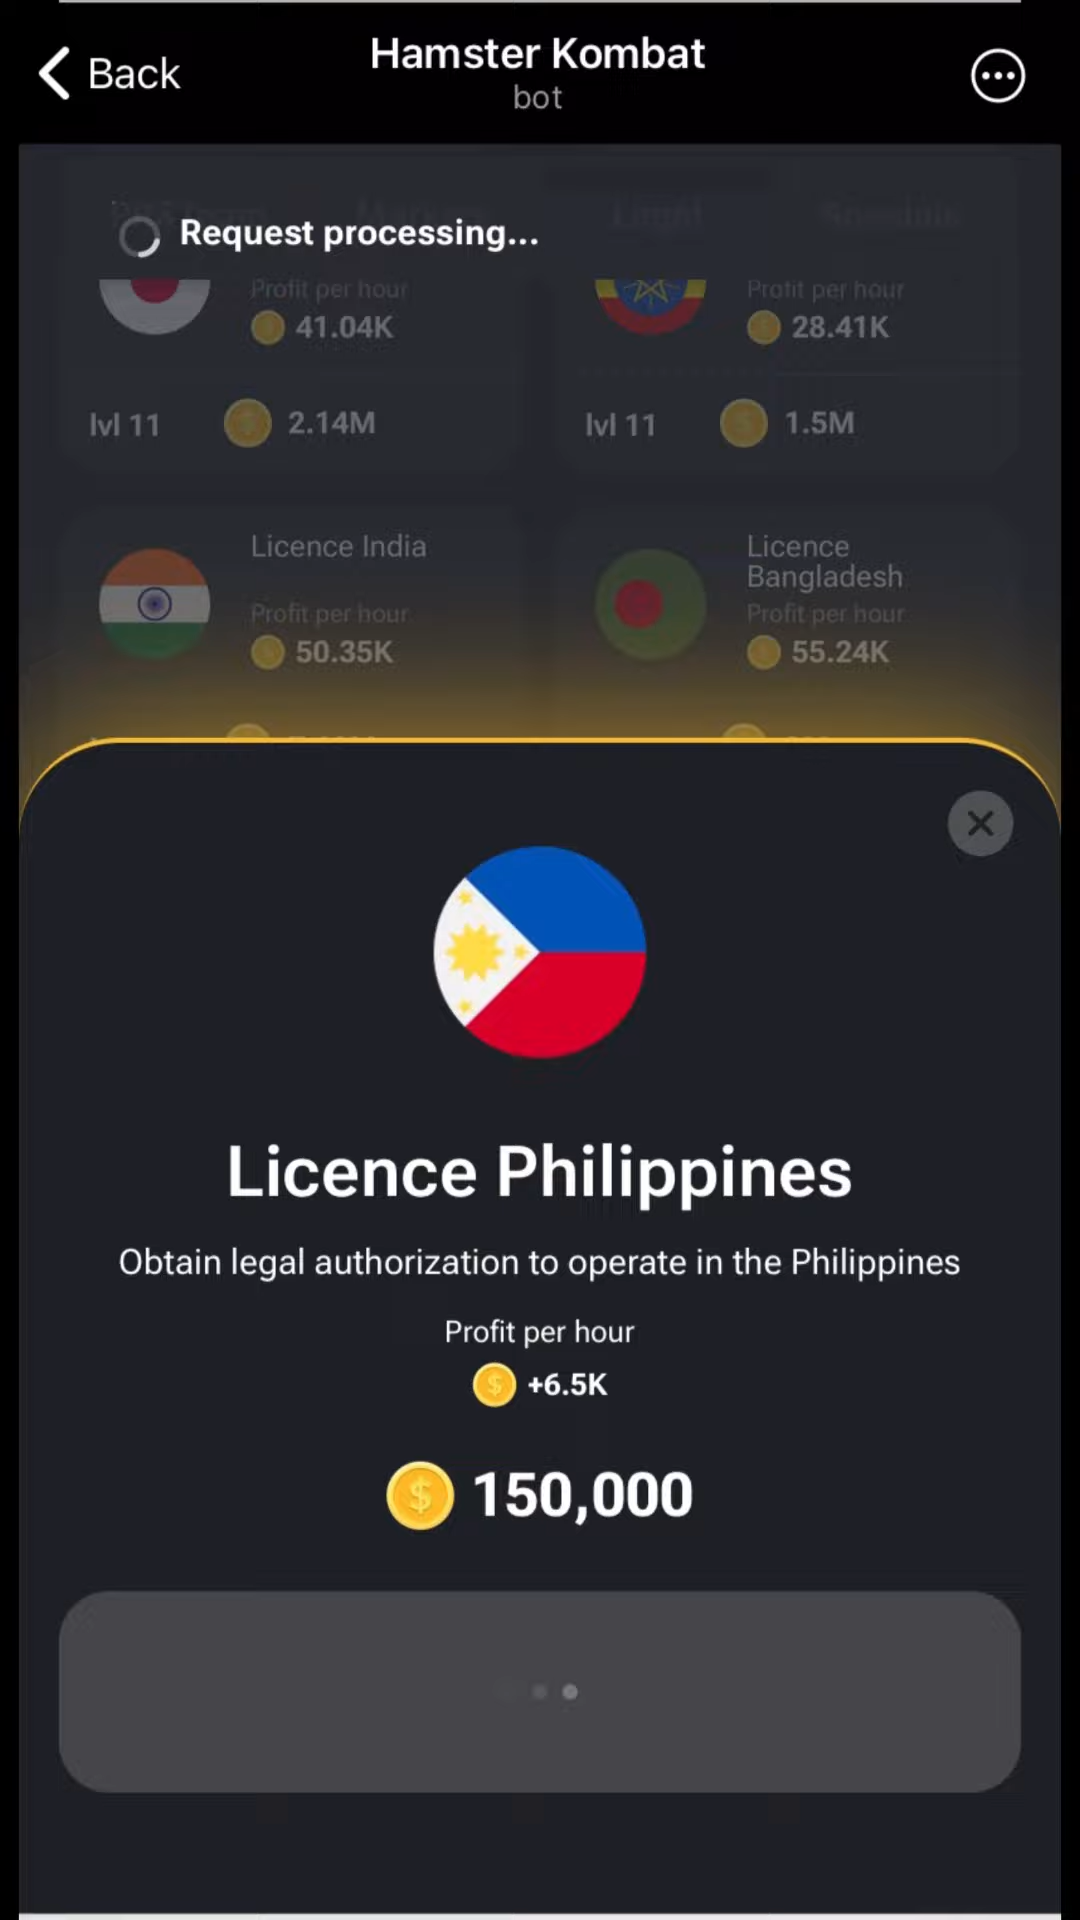 Back
Hamster Kombat
bot
Legal
Request processing...
Profit per hour
41.04K
Profit per hour
28.41K
lvl 11
2.14M
lvl 11
1.5M
Licence India
Profit per hour
50.35K
Licence
Bangladesh
Profit per hour
55.24K
Licence Philippines
Obtain legal authorization to operate in the Philippines
Profit per hour
+6.5K
150,000